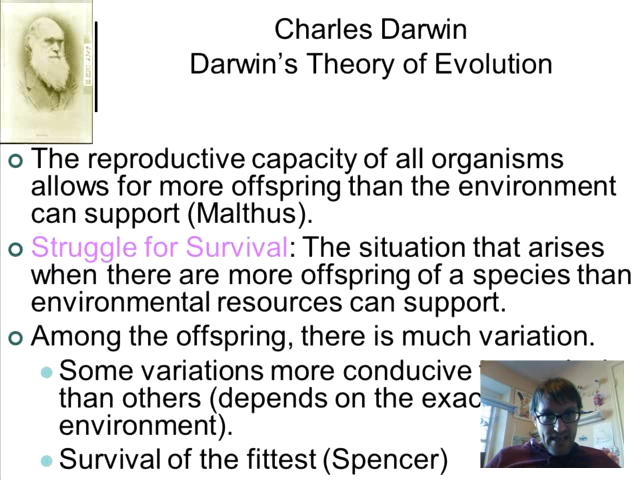 Charles Darwin
Darwin's Theory of Evolution
The reproductive capacity of all organisms
allows for more offspring than the environment
can support (Malthus).
Struggle for Survival: The situation that arises
when there are more offspring of a species than
environmental resources can support.
Among the offspring, there is much variation.
Some variations more conducive
than others (depends on the exac
environment).
Survival of the fittest (Spencer)